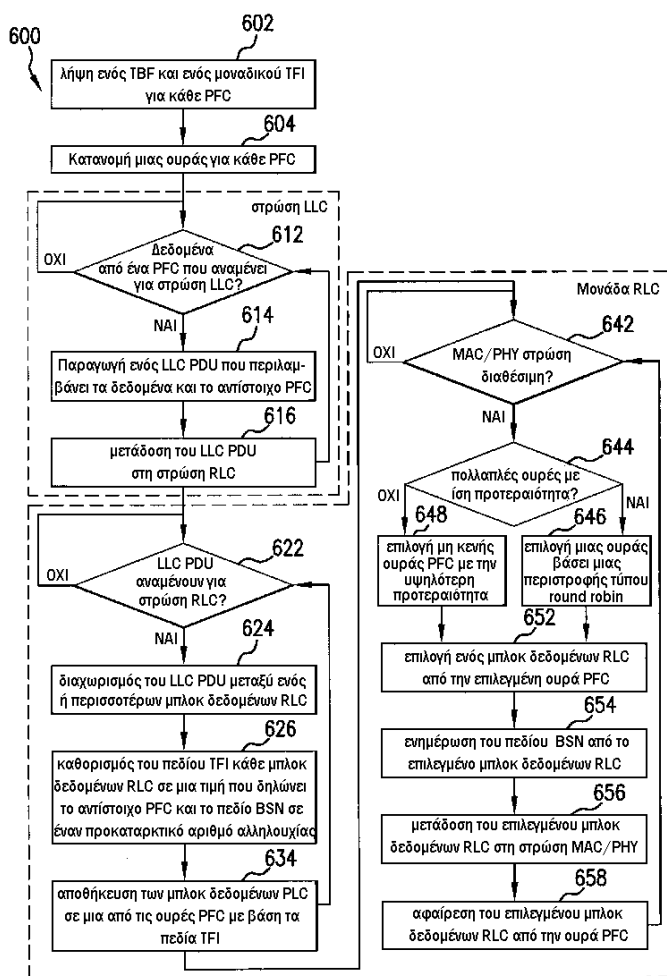 600
602
λήψη ενός TBF και ενός μοναδικού TFI
για κάθε PFC
604
Κατανομή μιας ουράς για κάθε PFC
στρώση LLC
612
ΟΧΙ
Δεδομένα
από ένα PFC που αναμένει
για στρώση LLC?
ΝΑΙ
614
Παραγωγή ενός LLC PDU που περιλαμ-
βάνει τα δεδομένα και το αντίστοιχο PFC
616
μετάδοση του LLC PDU
στη στρώση RLC
622
ΟΧΙ
LLC PDU
αναμένουν για
στρώση RLC?
ΝΑΙ
624
διαχωρισμός του LLC PDU μεταξύ ενός
ή περισσοτέρων μπλοκ δεδομένων RLC
626
καθορισμός του πεδίου TFI κάθε μπλοκ
δεδομένων RLC σε μια τιμή που δηλώνει
το αντίστοιχο PFC και το πεδίο BSN σε
έναν προκαταρκτικό αριθμό αλληλουχίας
634
αποθήκευση των μπλοκ δεδομένων PLC
σε μια από τις ουρές PFC με βάση τα
πεδία TFI
Μονάδα RLC
642
ΟΧΙ
MAC/PHY στρώση
διαθέσιμη?
ΝΑΙ
644
πολλαπλές ουρές με
ίση προτεραιότητα?
ΟΧΙ
ΝΑΙ
648
επιλογή μη κενής
ουράς PFC με την
υψηλότερη
προτεραιότητα
646
επιλογή μιας ουράς
βάσει μιας
περιστροφής τύπου
round robin
652
επιλογή ενός μπλοκ δεδομένων RLC
από την επιλεγμένη ουρά PFC
654
ενημέρωση του πεδίου BSN από το
επιλεγμένο μπλοκ δεδομένων RLC
656
μετάδοση του επιλεγμένου μπλοκ
δεδομένων RLC στη στρώση MAC/PHY
658
αφαίρεση του επιλεγμένου μπλοκ
δεδομένων RLC από την ουρά PFC